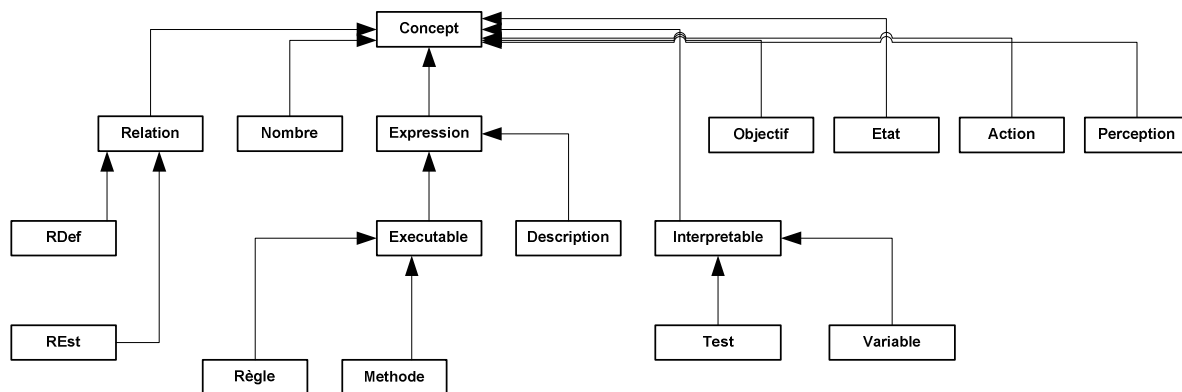 Concept
Relation
Nombre
Expression
Objectif
Etat
Action
Perception
RDef
Executable
Description
Interpretable
REst
Test
Variable
Règle
Methode